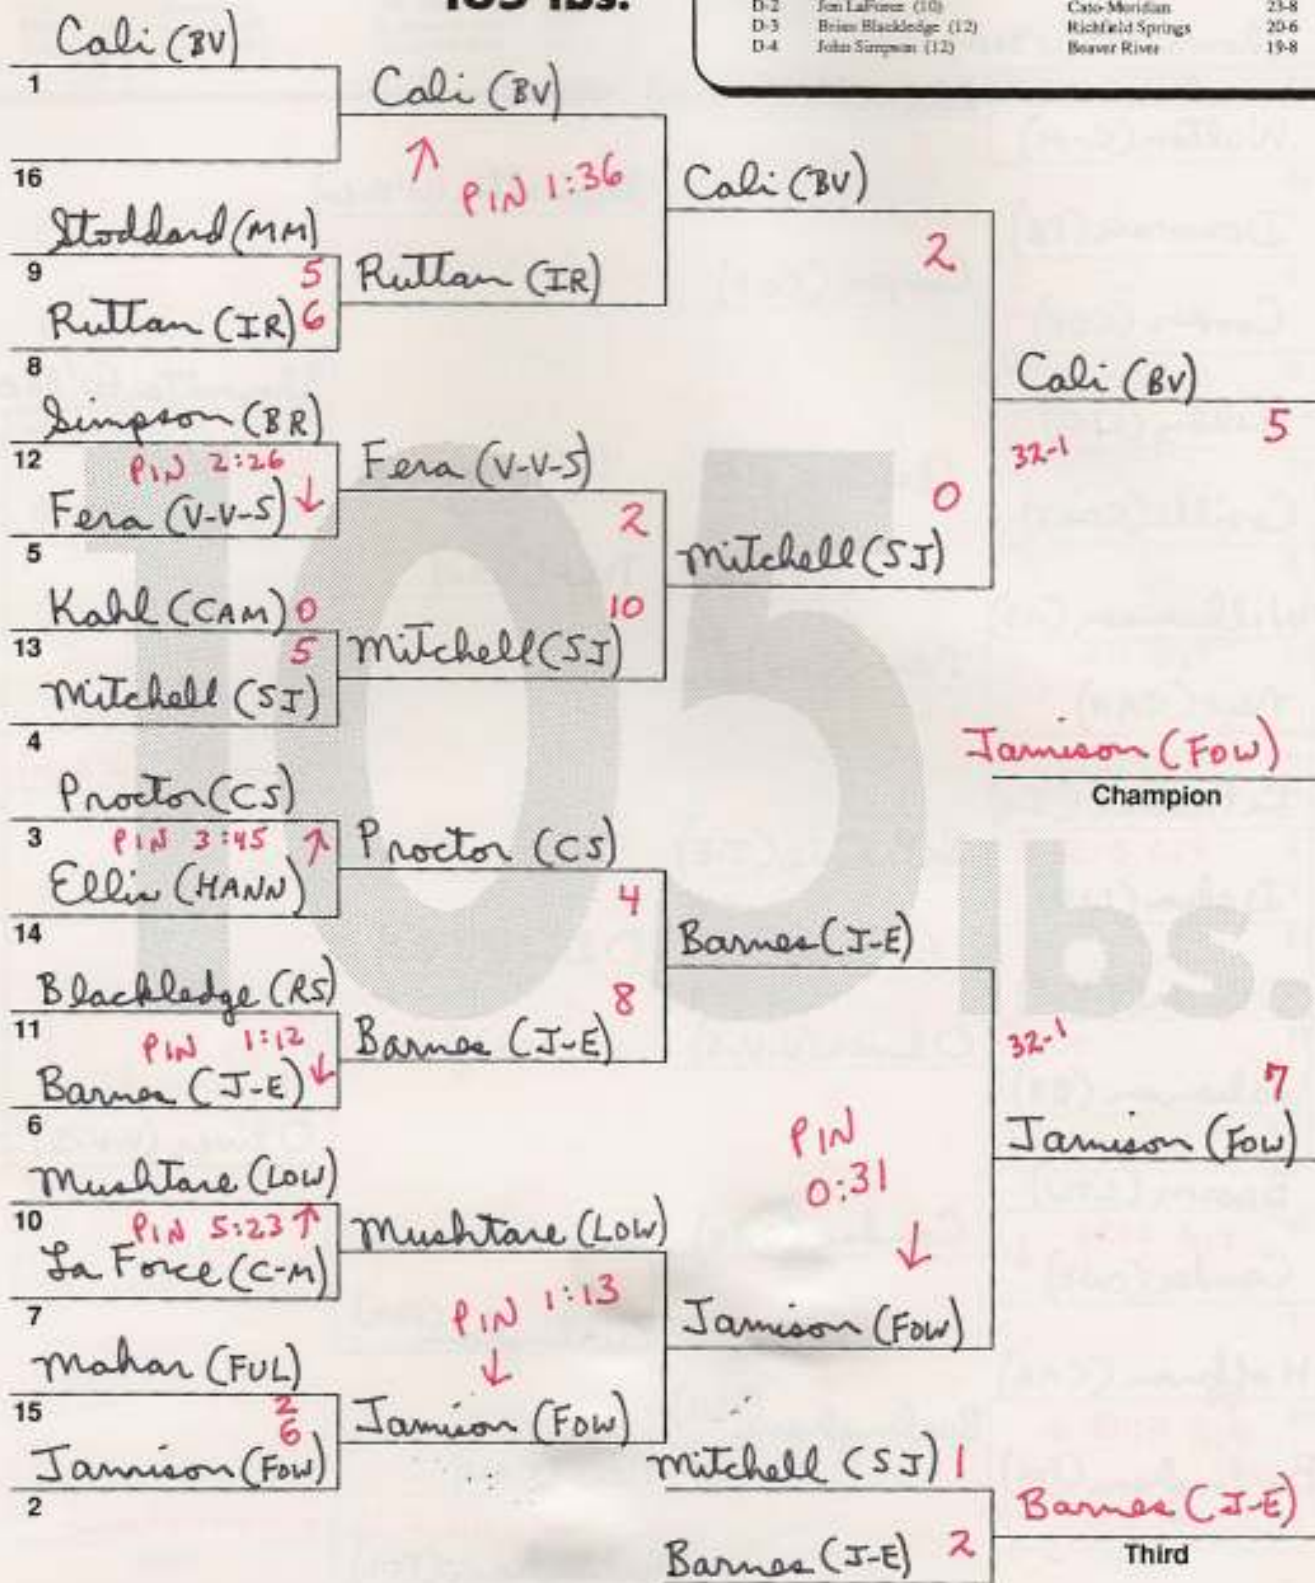 105 lbs.
D-2 Jon LaForce (10) Cato-Meridian 23-8
D-3 Brian Blackledge (12) Richfield Springs 20-6
D-4 John Simpson (12) Beaver River 19-8
Cali (BV)
1
16
Stoddard (MM)
9 5
Ruttan (IR) 6
8
Simpson (BR)
12 PIN 2:26
Fera (V-V-S) ↓
5
Kahl (CAM) 0
13 5
Mitchell (SJ)
4
Proctor (CS)
3 PIN 3:45 ↑
Ellis (HANN)
14
Blackledge (RS)
11 PIN 1:12
Barnes (J-E) ↓
6
Mushtare (LOW)
10 PIN 5:23 ↑
La Force (C-M)
7
Mahar (FUL)
15 2
6
Jamison (FOW)
2
Cali (BV)
↑ PIN 1:36
Ruttan (IR)
Fera (V-V-S)
2
10
Mitchell (SJ)
Proctor (CS)
4
8
Barnes (J-E)
Mushtare (LOW)
PIN 1:13
↓
Jamison (FOW)
Cali (BV)
2
0
Mitchell (SJ)
Barnes (J-E)
PIN
0:31
↓
Jamison (FOW)
Cali (BV)
32-1 5
32-1
7
Jamison (FOW)
Jamison (FOW)
Champion
Mitchell (SJ) 1
Barnes (J-E) 2
Barnes (J-E)
Third
105 lbs.